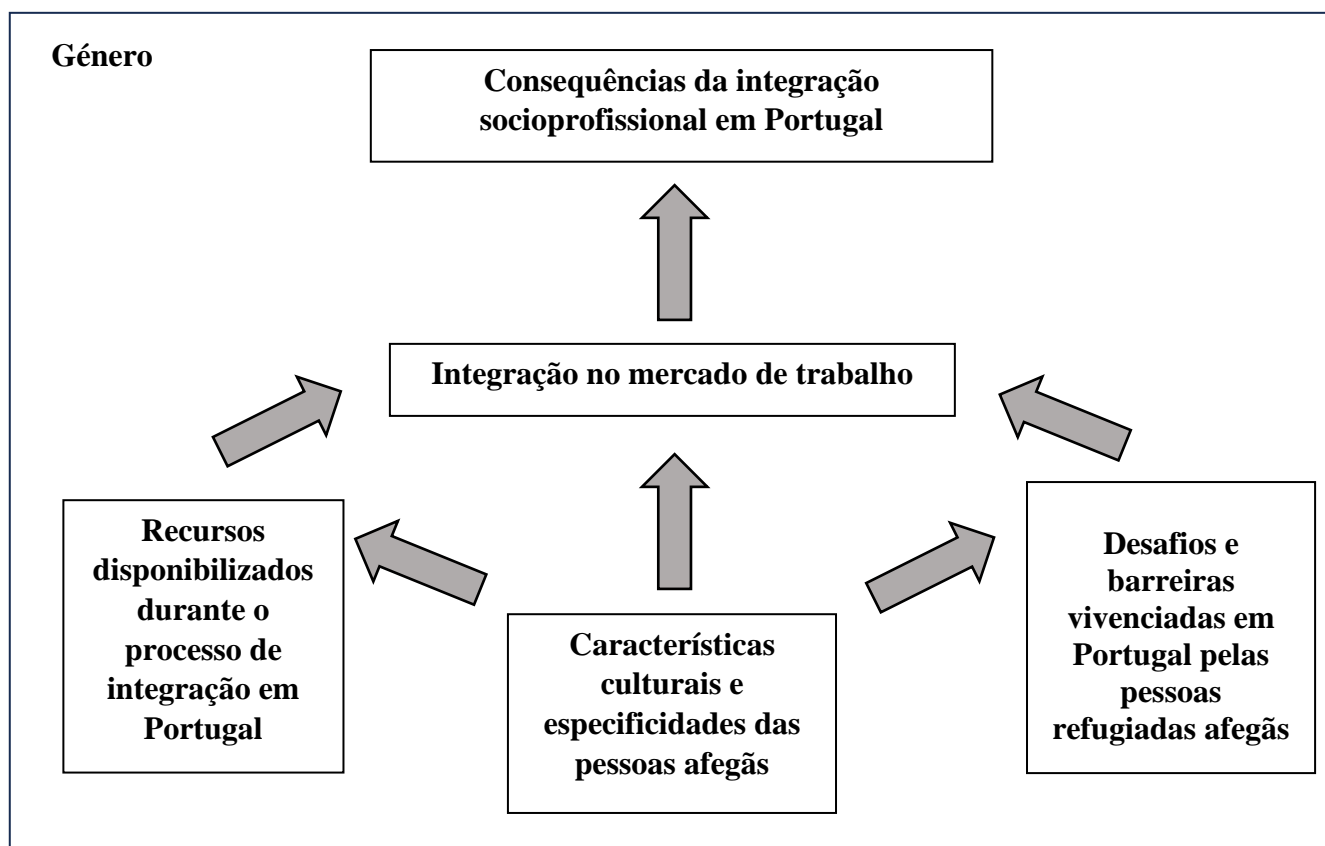 Género
Consequências da integração
socioprofissional em Portugal
Integração no mercado de trabalho
Recursos
disponibilizados
durante o
processo de
integração em
Portugal
Características
culturais e
especificidades das
pessoas afegãs
Desafios e
barreiras
vivenciadas em
Portugal pelas
pessoas
refugiadas afegãs